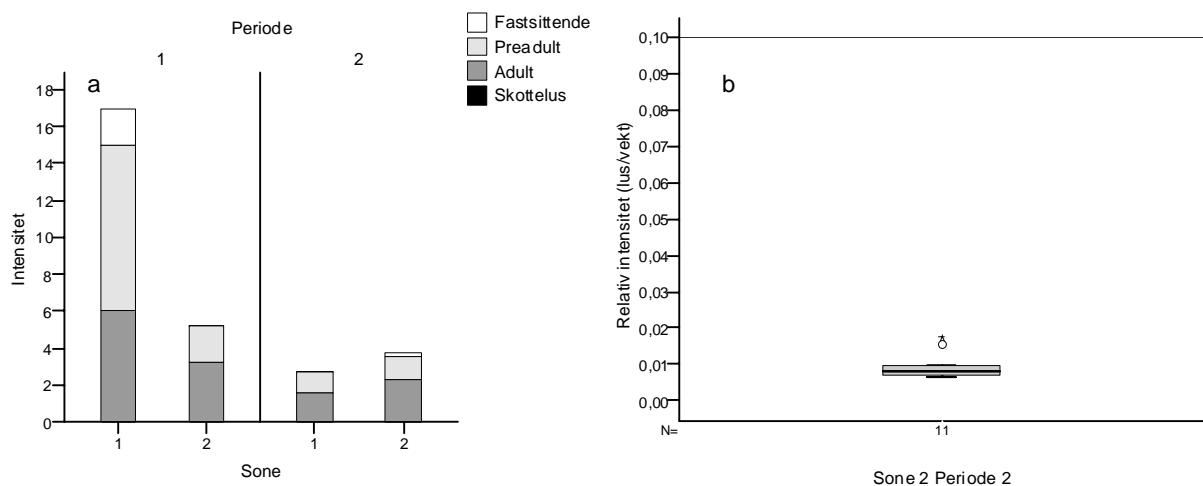 Periode
1
2
Fastsittende
Preadult
Adult
Skottelus
a
18
16
14
12
10
8
6
4
2
0
Intensitet
1
2
1
2
Sone
b
0,10
0,09
0,08
0,07
0,06
0,05
0,04
0,03
0,02
0,01
0,00
Relativ intensitet (lus/vekt)
N=
11
Sone 2 Periode 2